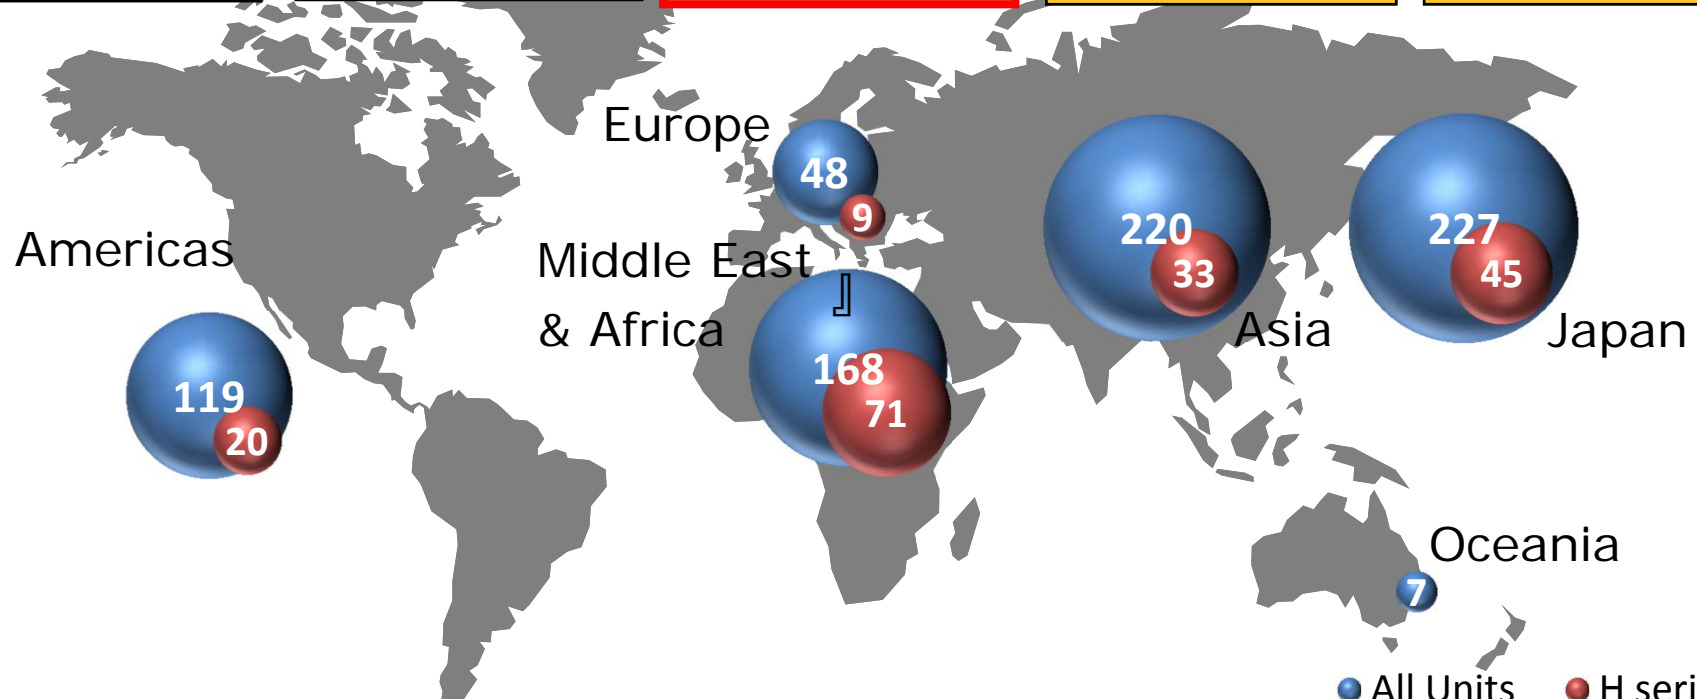 Europe
48
9
Americas
Middle East
& Africa
119
20
168
71
220
33
Asia
227
45
Japan
Oceania
7
All Units
H seri